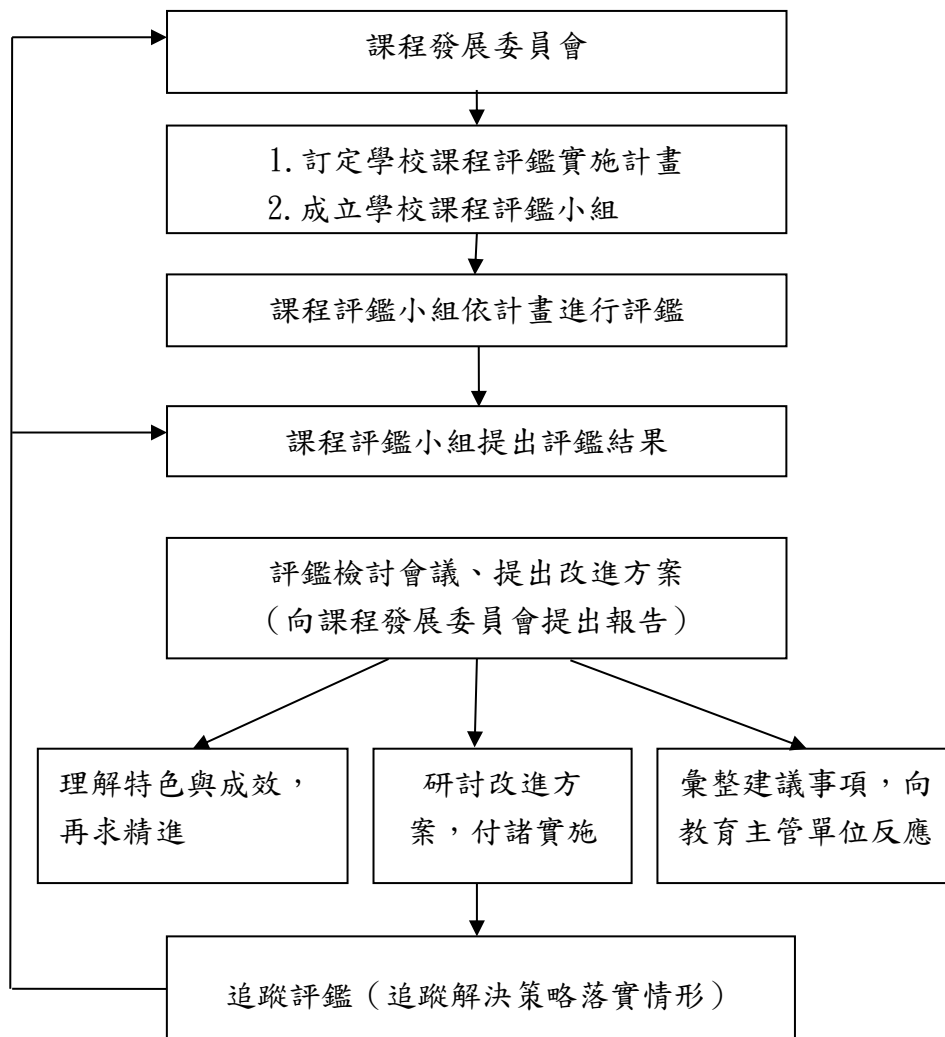 課程發展委員會
1.訂定學校課程評鑑實施計畫
2.成立學校課程評鑑小組
課程評鑑小組依計畫進行評鑑
課程評鑑小組提出評鑑結果
評鑑檢討會議、提出改進方案
（向課程發展委員會提出報告）
理解特色與成效，
再求精進
研討改進方
案，付諸實施
彙整建議事項，向
教育主管單位反應
追蹤評鑑（追蹤解決策略落實情形）